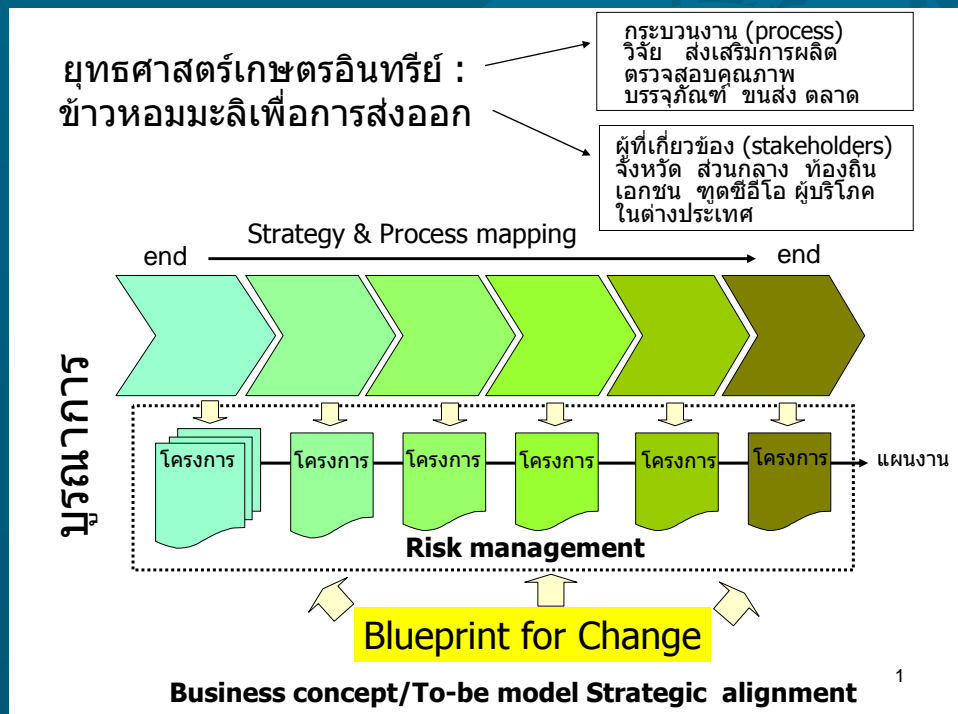 ยุทธศาสตร์เกษตรอินทรีย์ :
ข้าวหอมมะลิเพื่อการส่งออก
กระบวนงาน (process)
วิจัย ส่งเสริมการผลิต
ตรวจสอบคุณภาพ
บรรจุภัณฑ์ ขนส่ง ตลาด
ผู้ที่เกี่ยวข้อง (stakeholders)
จังหวัด ส่วนกลาง ท้องถิ่น
เอกชน ฑูตซีอีโอ ผู้บริโภค
ในต่างประเทศ
Strategy & Process mapping
end
end
บูรณาการ
โครงการ
โครงการ
โครงการ
โครงการ
โครงการ
โครงการ
แผนงาน
Risk management
Blueprint for Change
1
Business concept/To-be model Strategic alignment